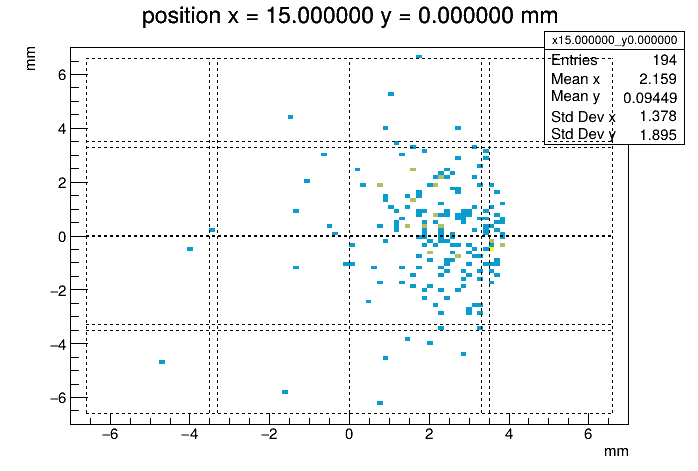 position x = 15.000000 y = 0.000000 mm
mm
x15.000000_y0.000000
Entries 194
Mean x 2.159
Mean y 0.09449
Std Dev x 1.378
Std Dev y 1.895
6
4
2
0
−2
−4
−6
−6 −4 −2 0 2 4 6
mm